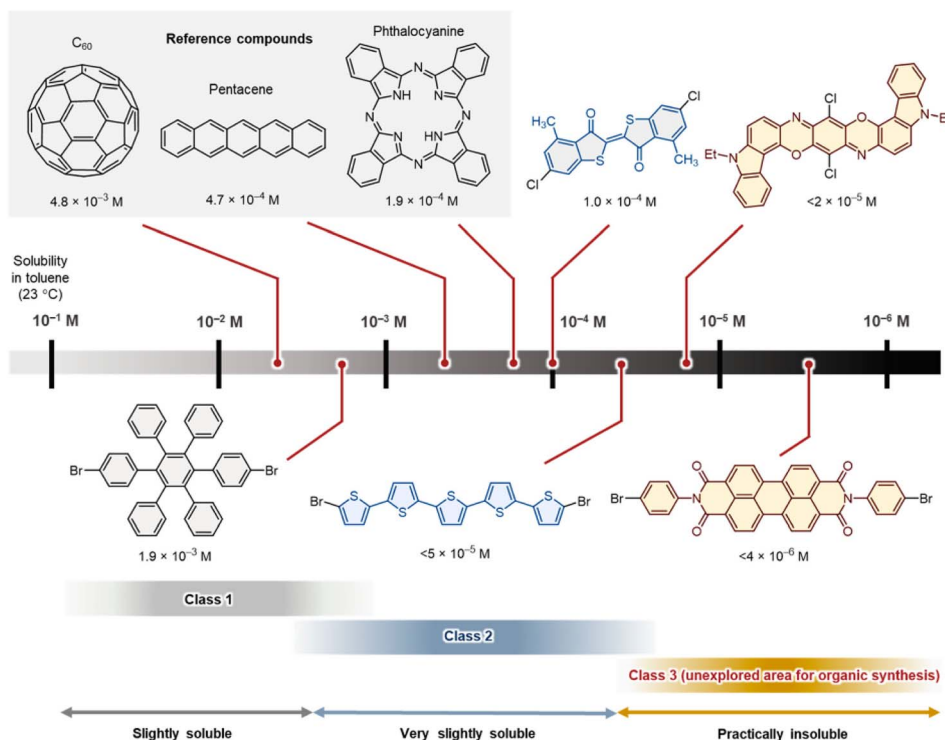 C₆₀
Reference compounds
Phthalocyanine
Pentacene
N
N
NH
N
N
N
N
HN
N
4.8 × 10⁻³ M
4.7 × 10⁻⁴ M
1.9 × 10⁻⁴ M
Cl
H₃C
O
S
S
O
CH₃
Cl
1.0 × 10⁻⁴ M
Cl
N
O
N
Et
O
N
Cl
<2 × 10⁻⁵ M
Solubility
in toluene
(23 °C)
10⁻¹ M
10⁻² M
10⁻³ M
10⁻⁴ M
10⁻⁵ M
10⁻⁶ M
Br
Br
1.9 × 10⁻³ M
Br
S
S
S
S
S
Br
<5 × 10⁻⁵ M
Br
O
N
O
O
N
O
Br
<4 × 10⁻⁶ M
Class 1
Class 2
Class 3 (unexplored area for organic synthesis)
Slightly soluble
Very slightly soluble
Practically insoluble